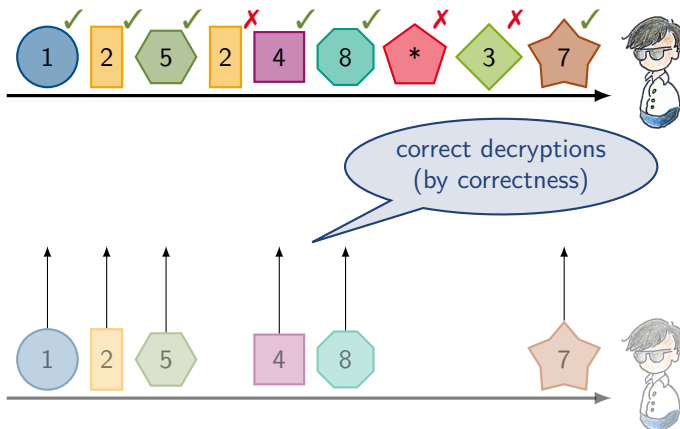 1 2 5 2 4 8 * 3 7
correct decryptions
(by correctness)
1 2 5 4 8 7